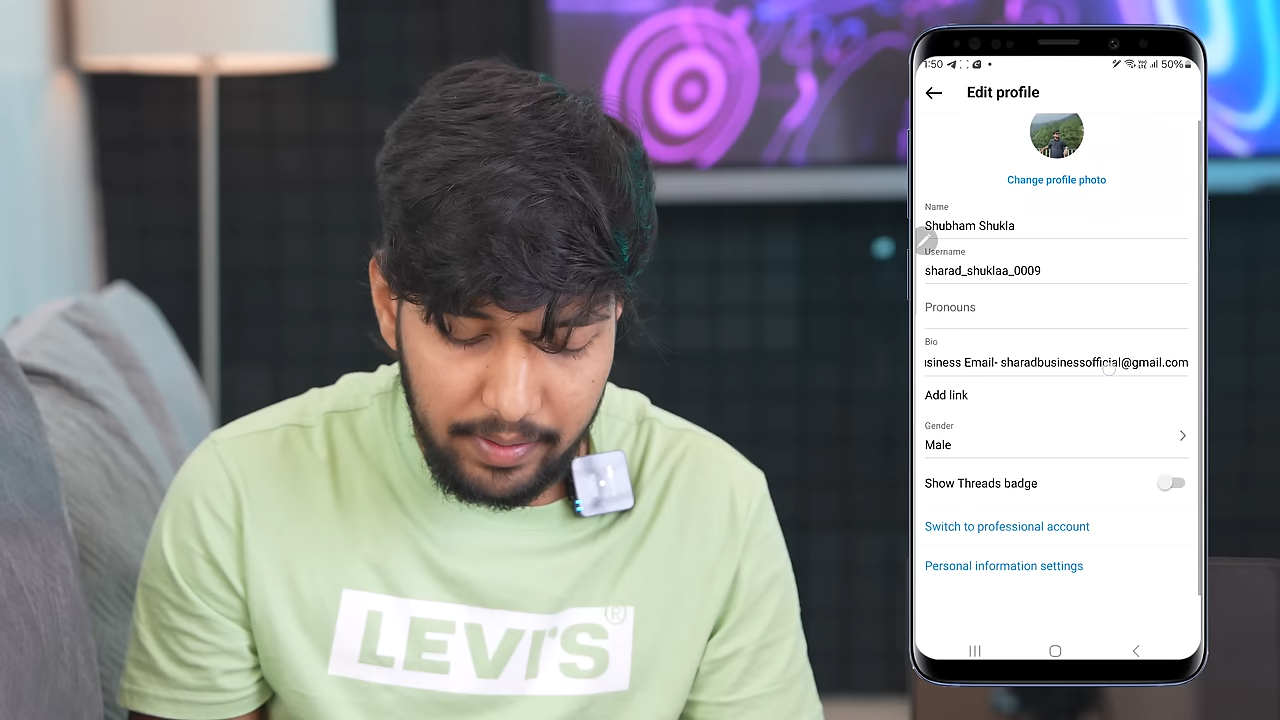 1:50
50%
Edit profile
Change profile photo
Name
Shubham Shukla
Username
sharad_shuklaa_0009
Pronouns
Bio
siness Email- sharadbusinessofficial@gmail.com
Add link
Gender
Male
Show Threads badge
Switch to professional account
Personal information settings
LEVI'S®